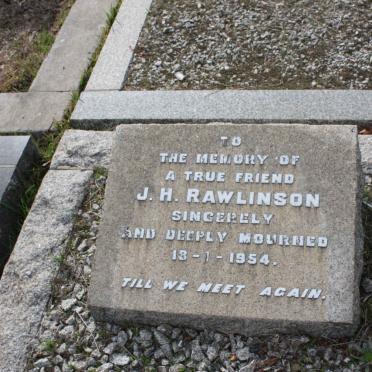 TO
THE MEMORY OF
A TRUE FRIEND
J. H. RAWLINSON
SINCERELY
AND DEEPLY MOURNED
13-1-1954.
TILL WE MEET AGAIN.